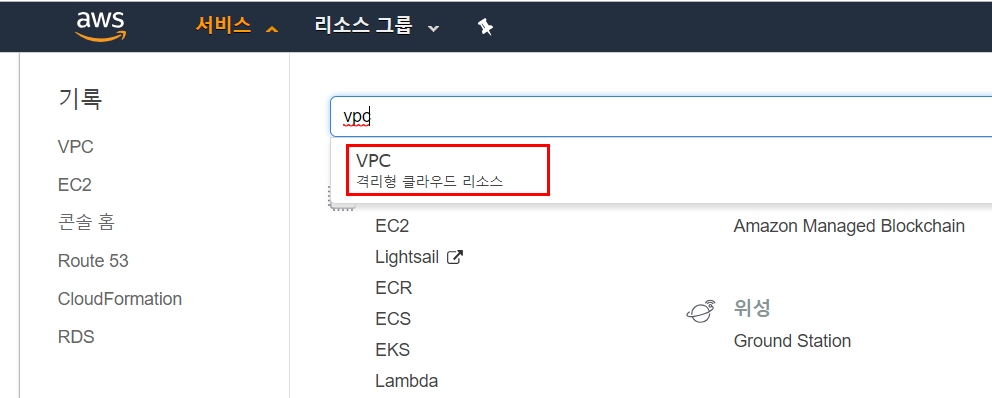 aws
서비스
리소스 그룹
기록
VPC
EC2
콘솔 홈
Route 53
CloudFormation
RDS
vpc
VPC
격리형 클라우드 리소스
EC2
Lightsail
ECR
ECS
EKS
Lambda
Amazon Managed Blockchain
위성
Ground Station